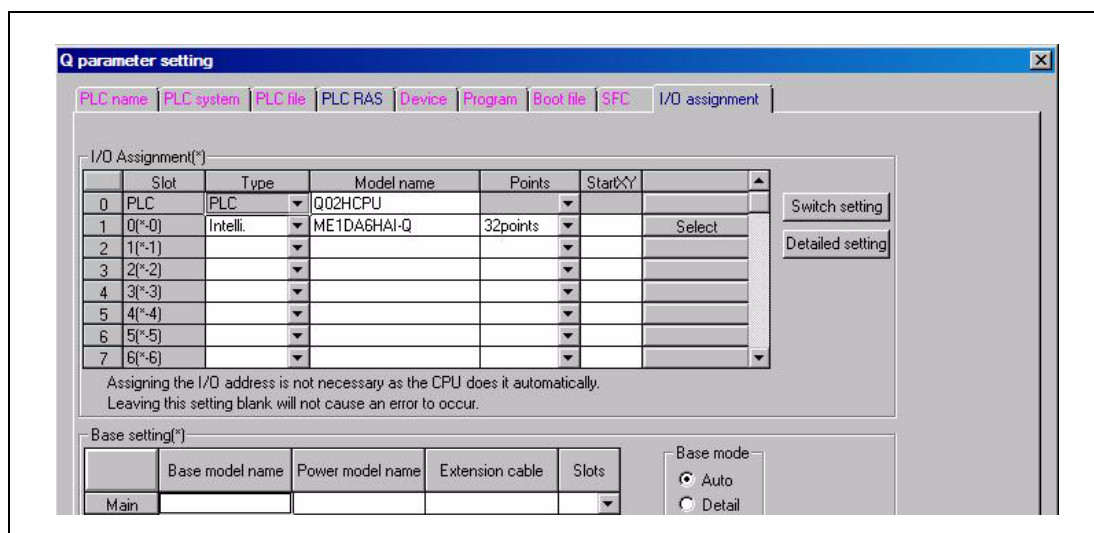 Q parameter setting
PLC name PLC system PLC file PLC RAS Device Program Boot file SFC I/O assignment
I/O Assignment(*)
Slot Type Model name Points StartXY
0 PLC PLC Q02HCPU
1 0(*-0) Intelli. ME1DA6HAI-Q 32points Select
2 1(*-1)
3 2(*-2)
4 3(*-3)
5 4(*-4)
6 5(*-5)
7 6(*-6)
Switch setting
Detailed setting
Assigning the I/O address is not necessary as the CPU does it automatically.
Leaving this setting blank will not cause an error to occur.
Base setting(*)
Base model name Power model name Extension cable Slots
Main
Base mode
Auto
Detail